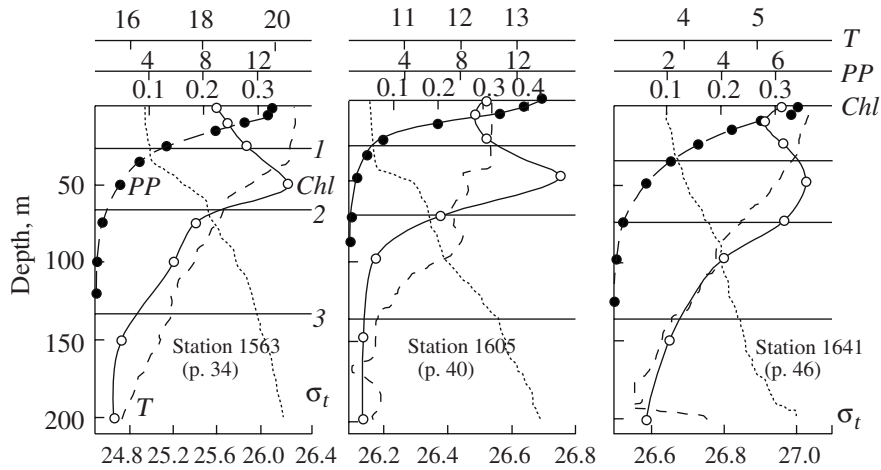 16 18 20 11 12 13 4 5
T
4 8 12 4 8 12 2 4 6
PP
0.1 0.2 0.3 0.1 0.2 0.3 0.4 0.1 0.2 0.3
Chl
1
50
PP
Chl
2
Depth, m
100
3
150
Station 1563
(p. 34)
Station 1605
(p. 40)
Station 1641
(p. 46)
T
σt
σt
200
24.8 25.2 25.6 26.0 26.4 26.2 26.4 26.6 26.8 26.6 26.8 27.0